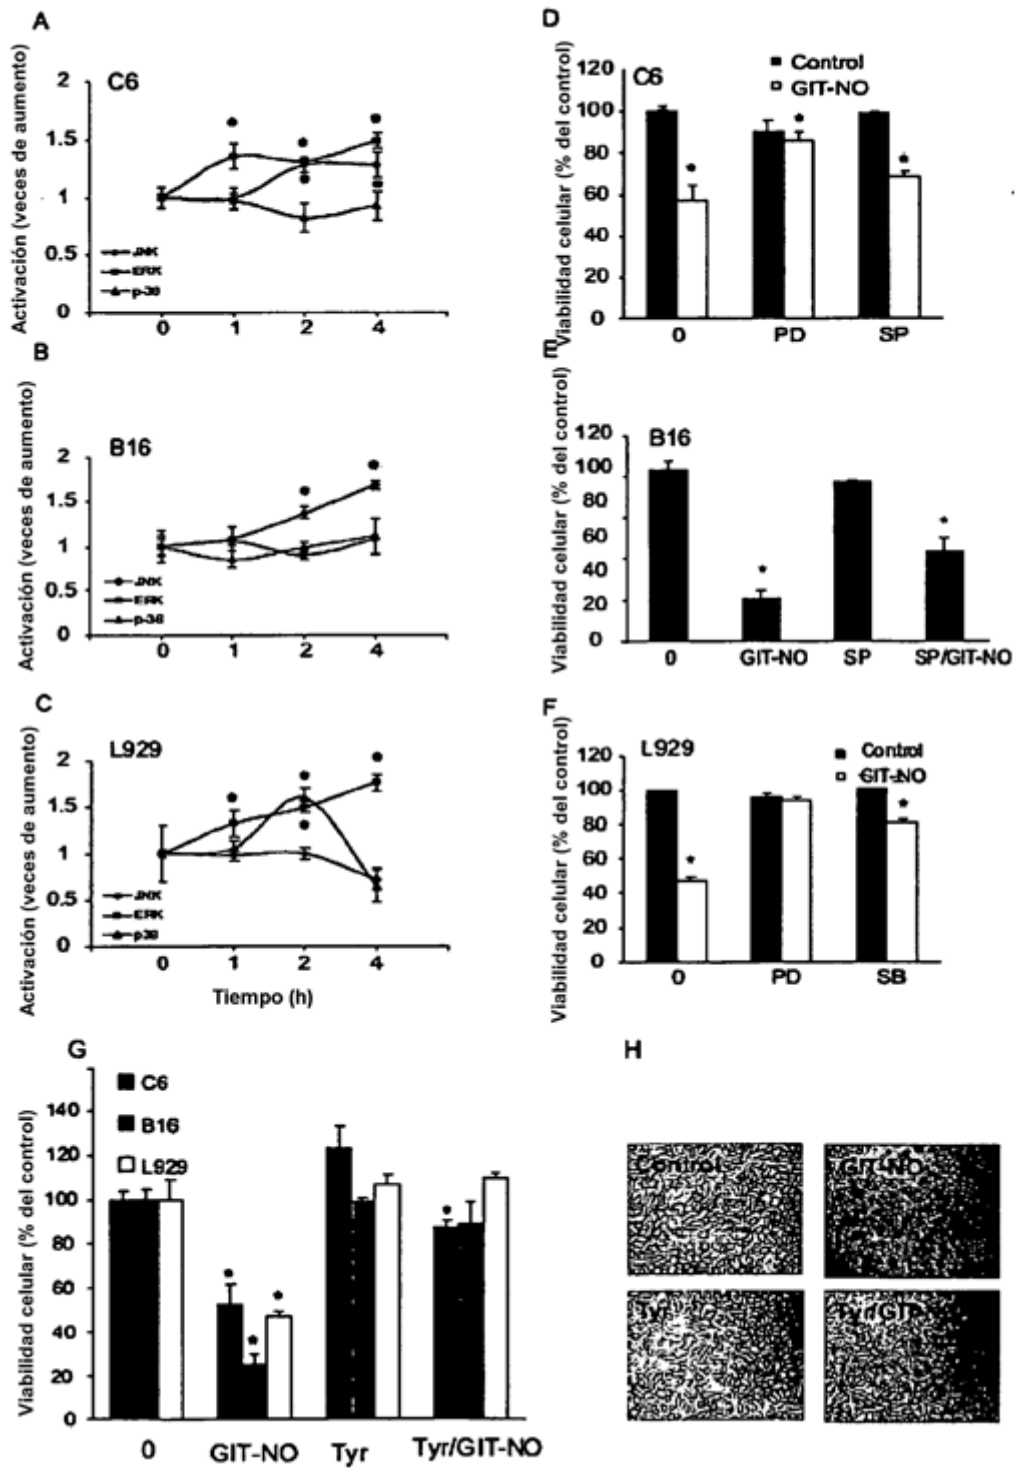 A
Activación (veces de aumento)
C6
2
1.5
1
0.5
0
JNK
ERK
p-38
0 1 2 4
B
Activación (veces de aumento)
B16
2
1.5
1
0.5
0
JNK
ERK
p-38
0 1 2 4
C
Activación (veces de aumento)
L929
2
1.5
1
0.5
0
JNK
ERK
p38
0 1 2 4
Tiempo (h)
D
Viabilidad celular (% del control)
C6
Control
GIT-NO
120
100
80
60
40
20
0
0 PD SP
E
Viabilidad celular (% del control)
B16
120
100
80
60
40
20
0
0 GIT-NO SP SP/GIT-NO
F
Viabilidad celular (% del control)
L929
Control
GIT-NO
120
100
80
60
40
20
0
0 PD SB
G
Viabilidad celular (% del control)
C6
B16
L929
140
120
100
80
60
40
20
0
0 GIT-NO Tyr Tyr/GIT-NO
H
Control
GIT-NO